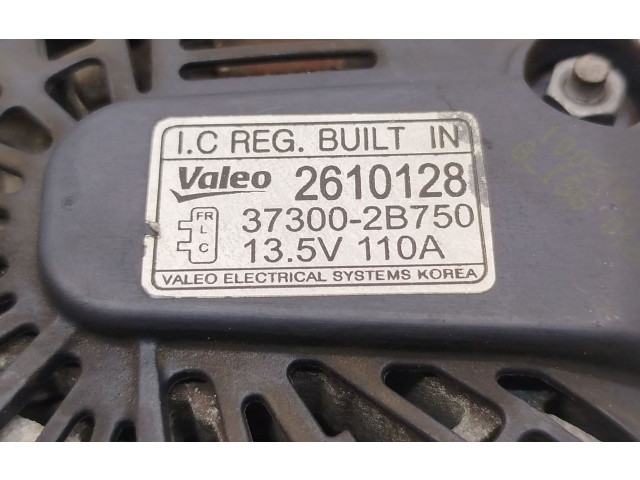 I.C REG. BUILT IN
Valeo 2610128
FR
L
C
37300-2B750
13.5V 110A
VALEO ELECTRICAL SYSTEMS KOREA